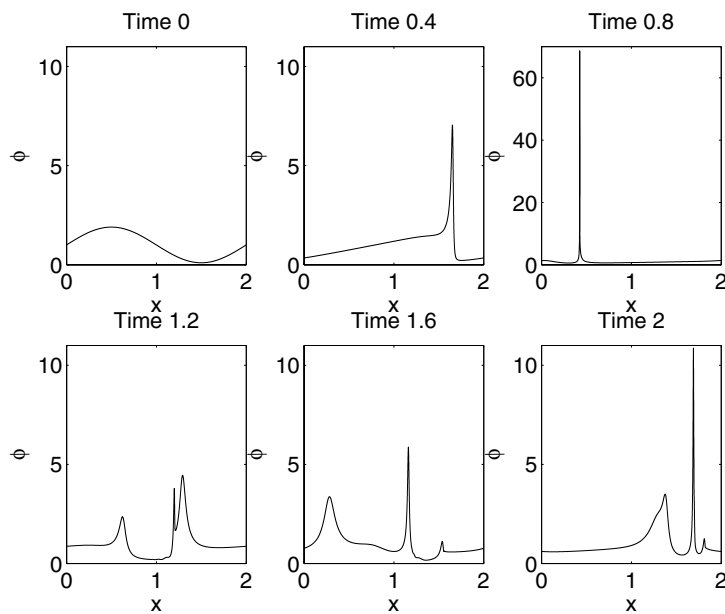 Time 0 Time 0.4 Time 0.8
10 10 60
40
5 5
20
0 0 0
0 1 2 0 1 2 0 1 2
ϕ ϕ ϕ
x x x
Time 1.2 Time 1.6 Time 2
10 10 10
5 5 5
0 0 0
0 1 2 0 1 2 0 1 2
ϕ ϕ ϕ
x x x